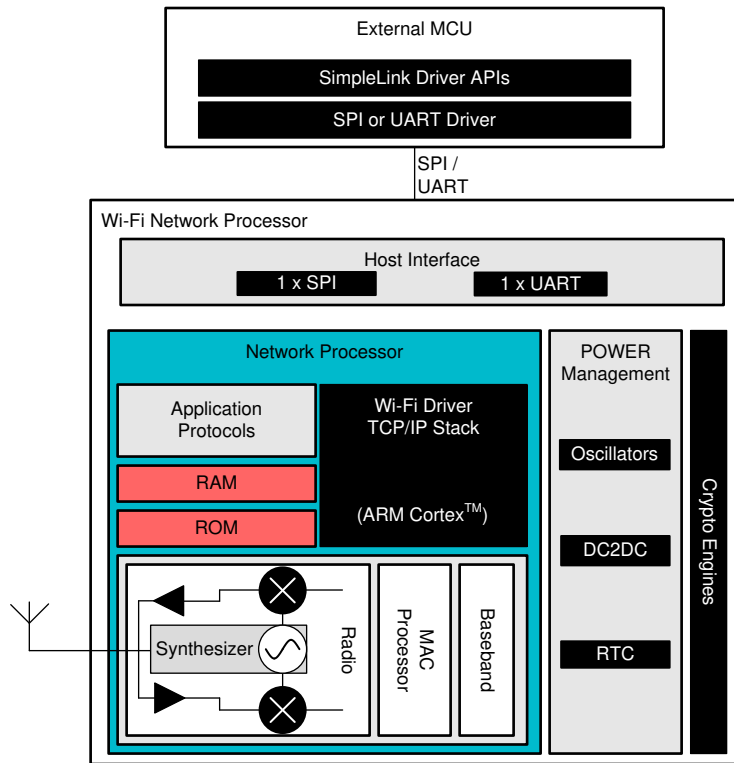 External MCU
SimpleLink Driver APIs
SPI or UART Driver
SPI /
UART
Wi-Fi Network Processor
Host Interface
1 x SPI
1 x UART
Network Processor
Application
Protocols
RAM
ROM
Wi-Fi Driver
TCP/IP Stack
(ARM Cortex™)
Synthesizer
Radio
MAC
Processor
Baseband
POWER
Management
Oscillators
DC2DC
RTC
Crypto Engines